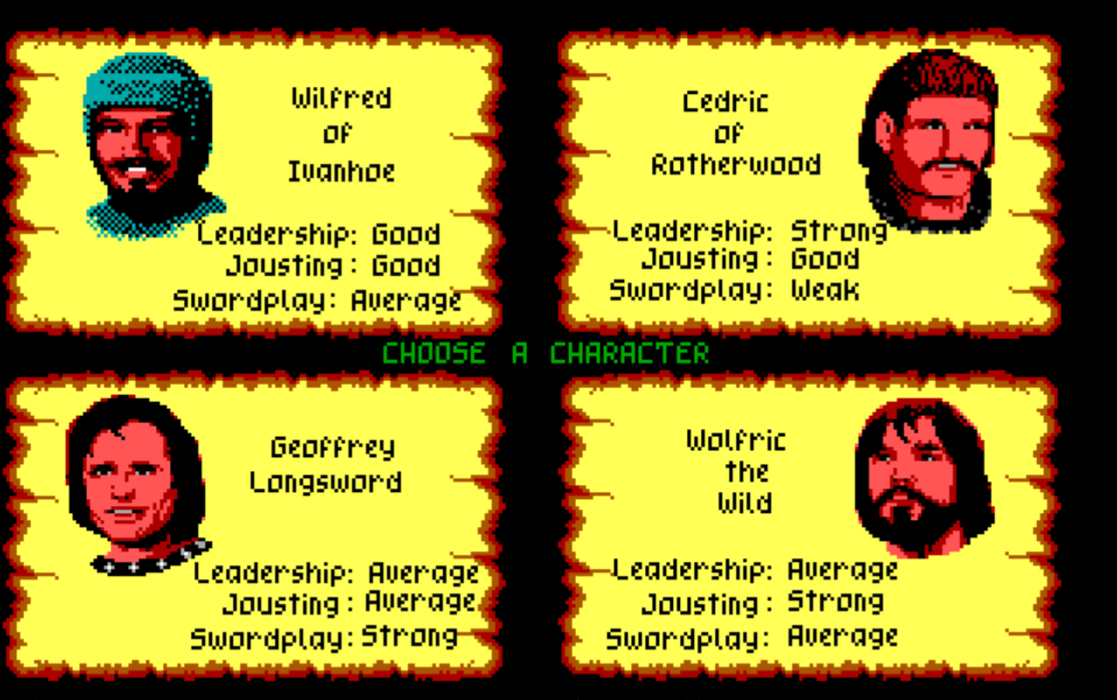 Wilfred
of
Ivanhoe
Leadership: Good
Jousting: Good
Swordplay: Average
Cedric
of
Rotherwood
Leadership: Strong
Jousting: Good
Swordplay: Weak
CHOOSE A CHARACTER
Geoffrey
Longsword
Leadership: Average
Jousting: Average
Swordplay: Strong
Wolfric
the
Wild
Leadership: Average
Jousting: Strong
Swordplay: Average